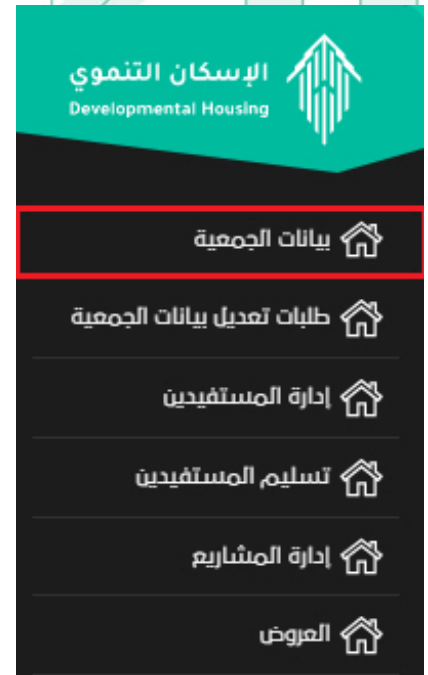 الإسكان التنموي
Developmental Housing
بيانات الجمعية
طلبات تعديل بيانات الجمعية
إدارة المستفيدين
تسليم المستفيدين
إدارة المشاريع
العروض